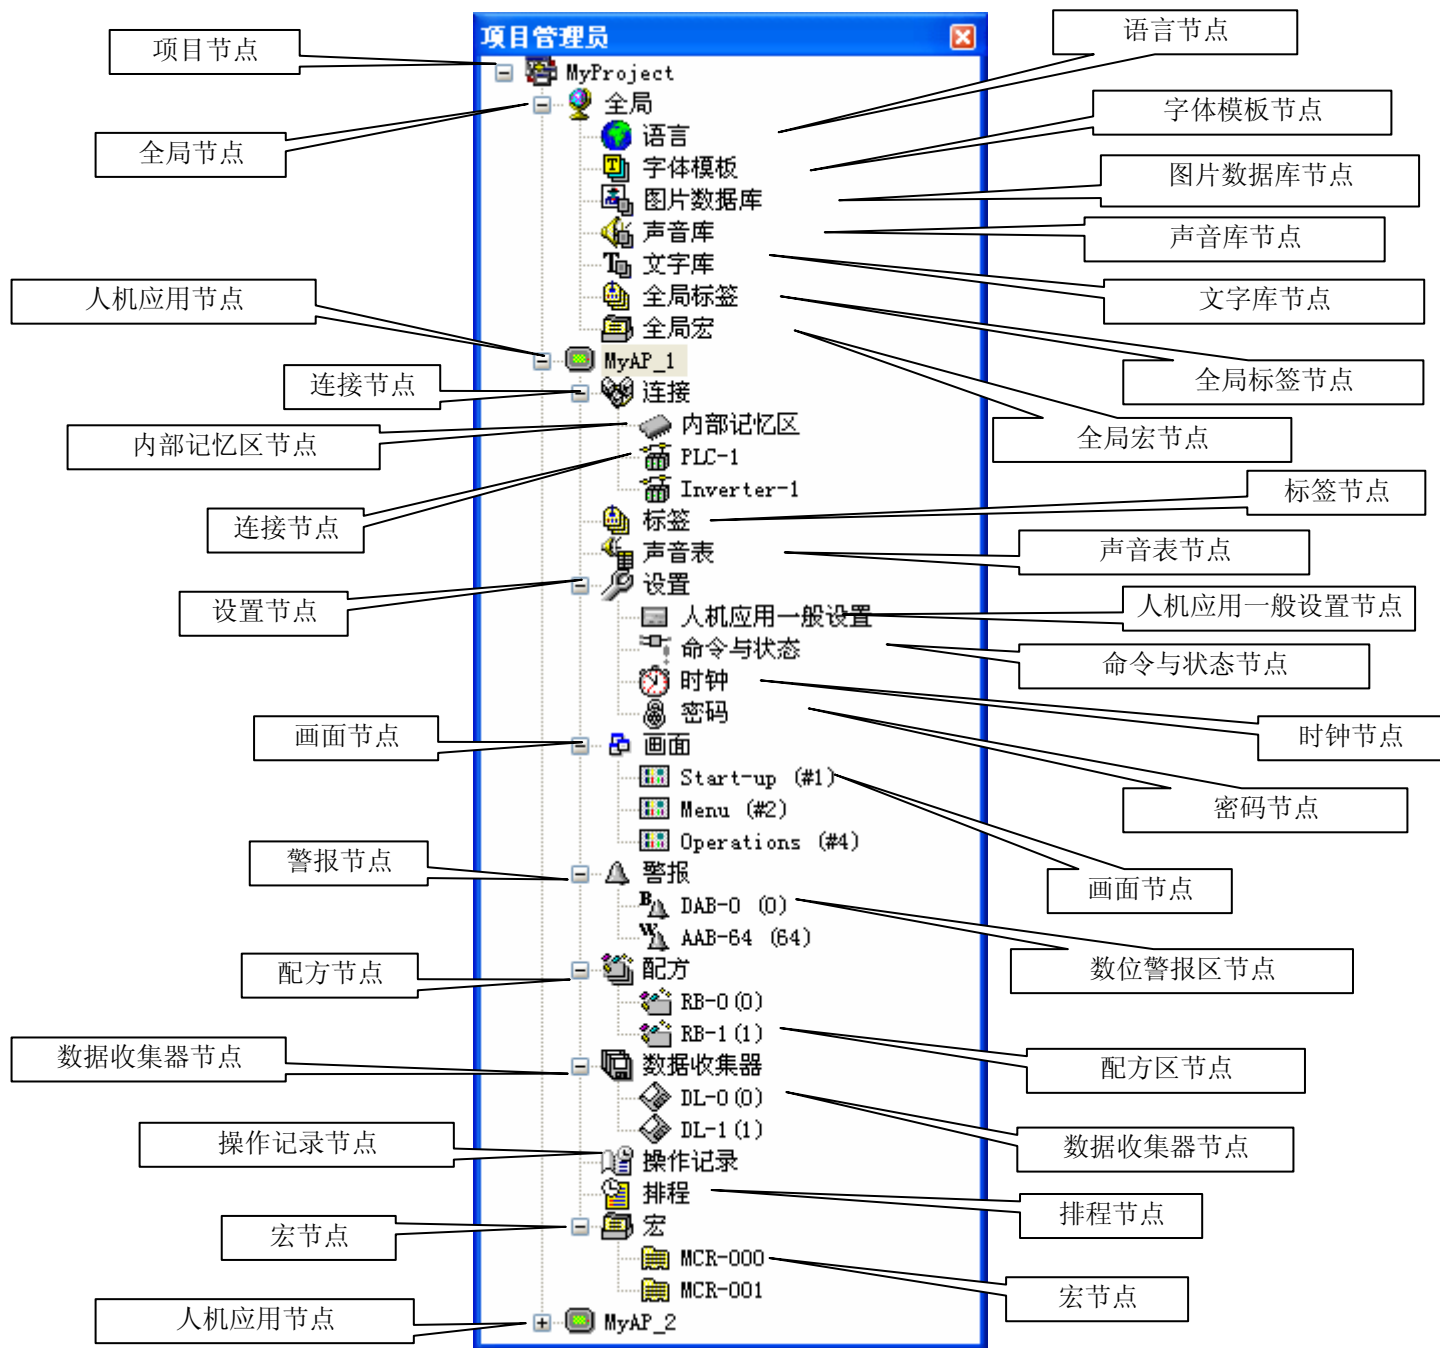 项目管理员
语言节点
项目节点
MyProject
全局
字体模板节点
语言
全局节点
字体模板
图片数据库节点
图片数据库
声音库
声音库节点
文字库
人机应用节点
全局标签
文字库节点
全局宏
MyAP_1
全局标签节点
连接节点
连接
内部记忆区
全局宏节点
内部记忆区节点
PLC-1
Inverter-1
标签节点
连接节点
标签
声音表
声音表节点
设置
设置节点
人机应用一般设置
人机应用一般设置节点
命令与状态
命令与状态节点
时钟
密码
画面节点
画面
时钟节点
Start-up (#1)
Menu (#2)
密码节点
Operations (#4)
警报节点
警报
画面节点
DAB-0 (0)
AAB-64 (64)
配方节点
配方
数位警报区节点
RB-0(0)
RB-1(1)
数据收集器节点
数据收集器
配方区节点
DL-0(0)
DL-1(1)
操作记录节点
操作记录
数据收集器节点
排程
排程节点
宏节点
宏
MCR-000
MCR-001
宏节点
人机应用节点
MyAP_2